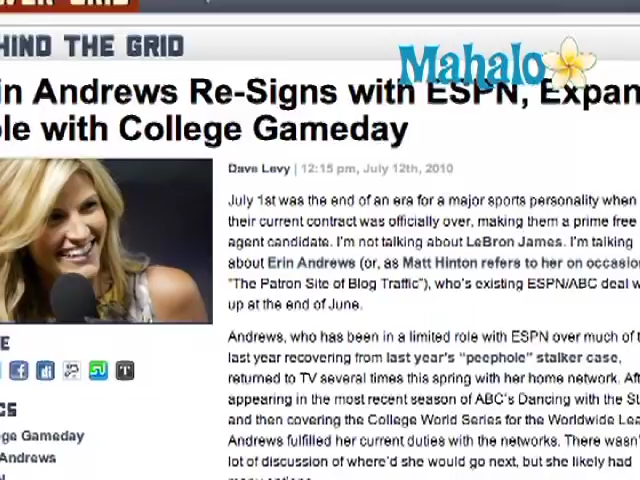 HIND THE GRID
Mahalo
in Andrews Re-Signs with ESPN, Expan
le with College Gameday
Dave Levy | 12:15 pm, July 12th, 2010
July 1st was the end of an era for a major sports personality when
their current contract was officially over, making them a prime free
agent candidate. I'm not talking about LeBron James. I'm talking
about Erin Andrews (or, as Matt Hinton refers to her on occasion
"The Patron Site of Blog Traffic"), who's existing ESPN/ABC deal w
up at the end of June.
Andrews, who has been in a limited role with ESPN over much of t
last year recovering from last year's "peephole" stalker case,
returned to TV several times this spring with her home network. Aft
appearing in the most recent season of ABC's Dancing with the St
and then covering the College World Series for the Worldwide Lea
Andrews fulfilled her current duties with the networks. There wasn'
lot of discussion of where'd she would go next, but she likely had
E
CS
ge Gameday
Andrews